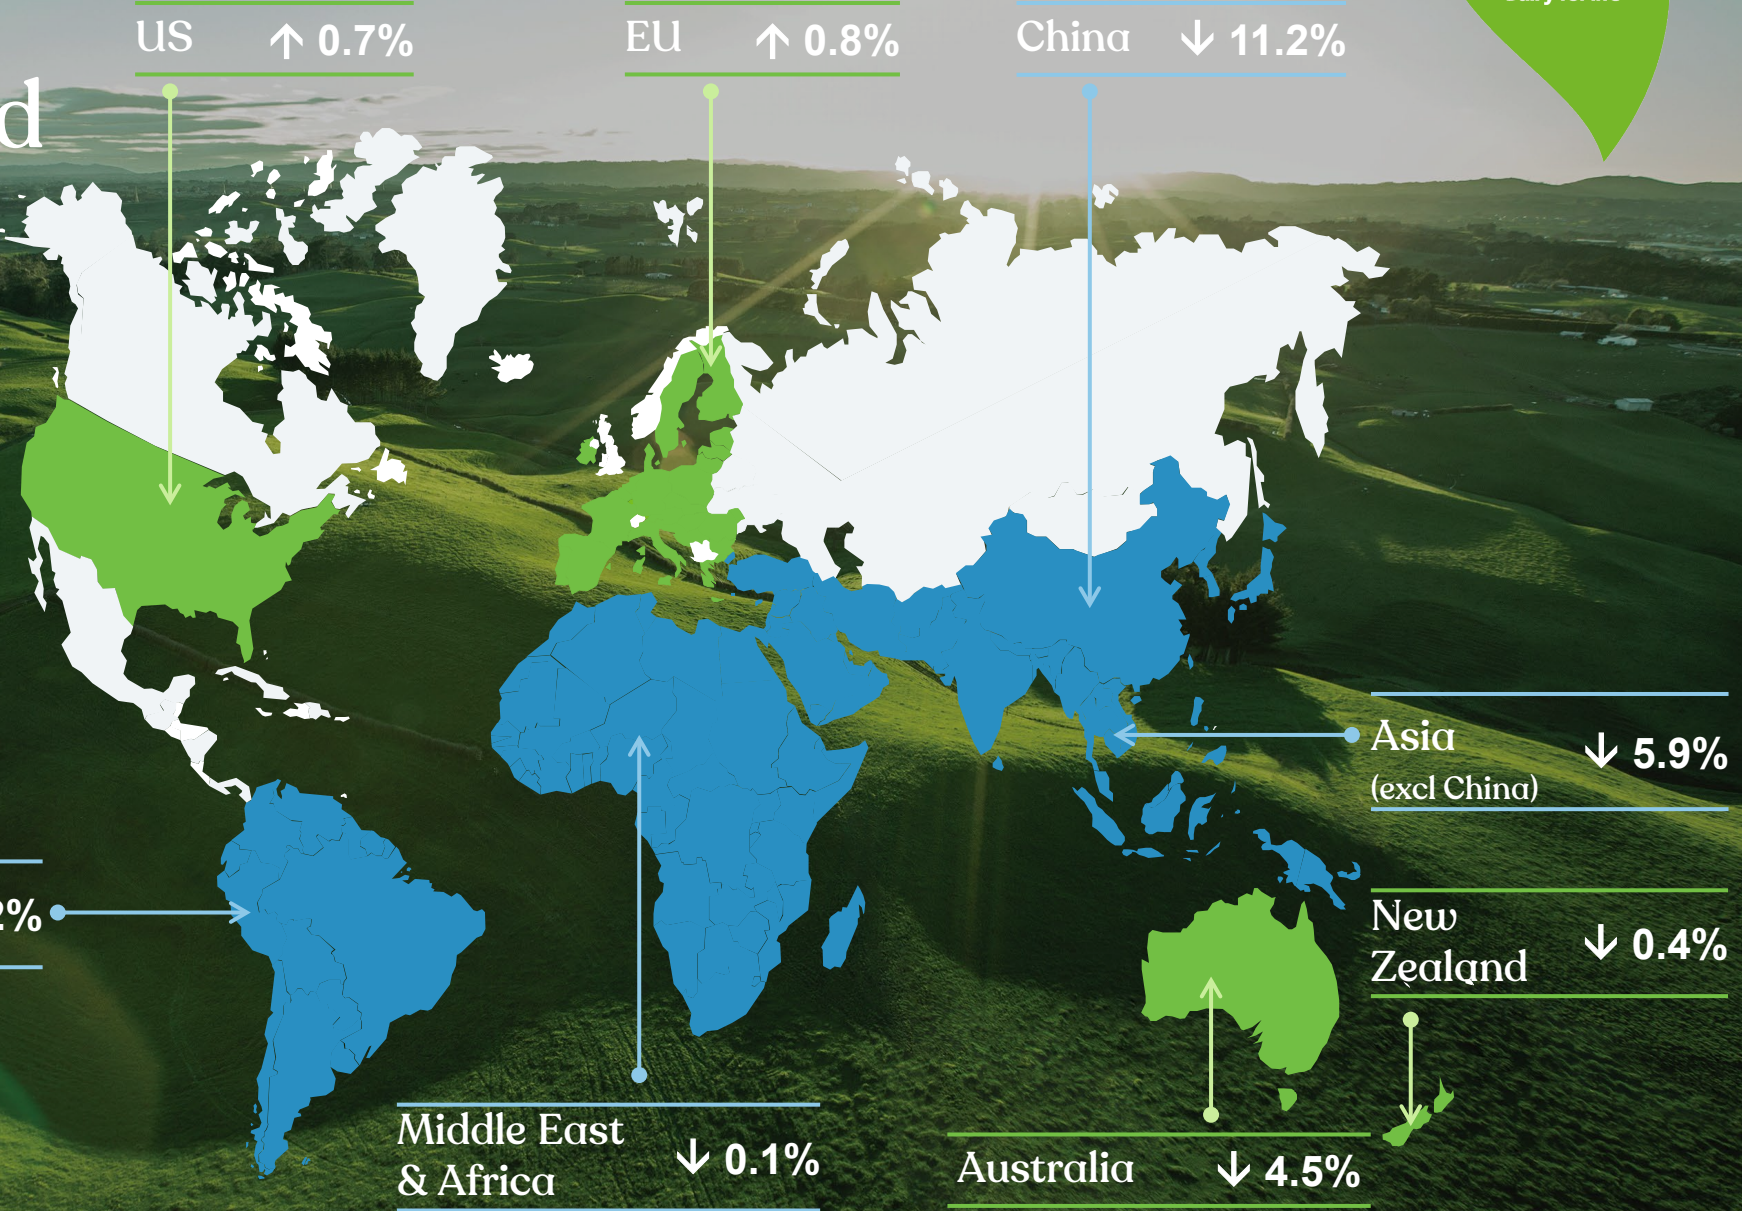 US ↑ 0.7%
EU ↑ 0.8%
China ↓ 11.2%
d
Asia
(excl China) ↓ 5.9%
2%
New
Zealand ↓ 0.4%
Middle East
& Africa ↓ 0.1%
Australia ↓ 4.5%